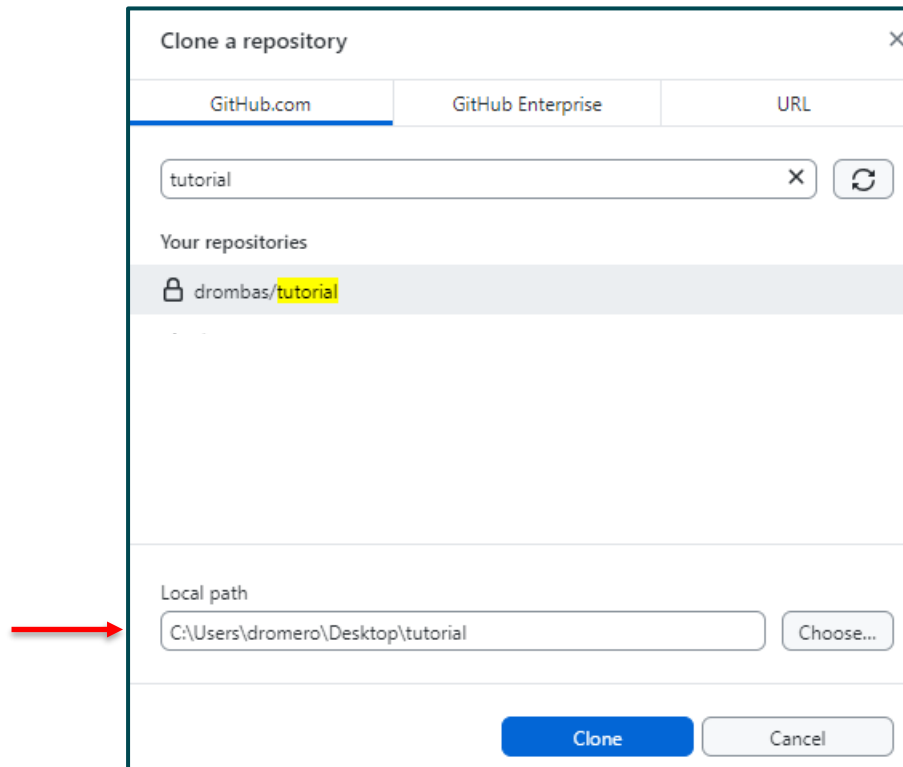 Clone a repository
GitHub.com GitHub Enterprise URL
tutorial
Your repositories
drombas/tutorial
Local path
C:\Users\dromero\Desktop\tutorial Choose...
Clone Cancel